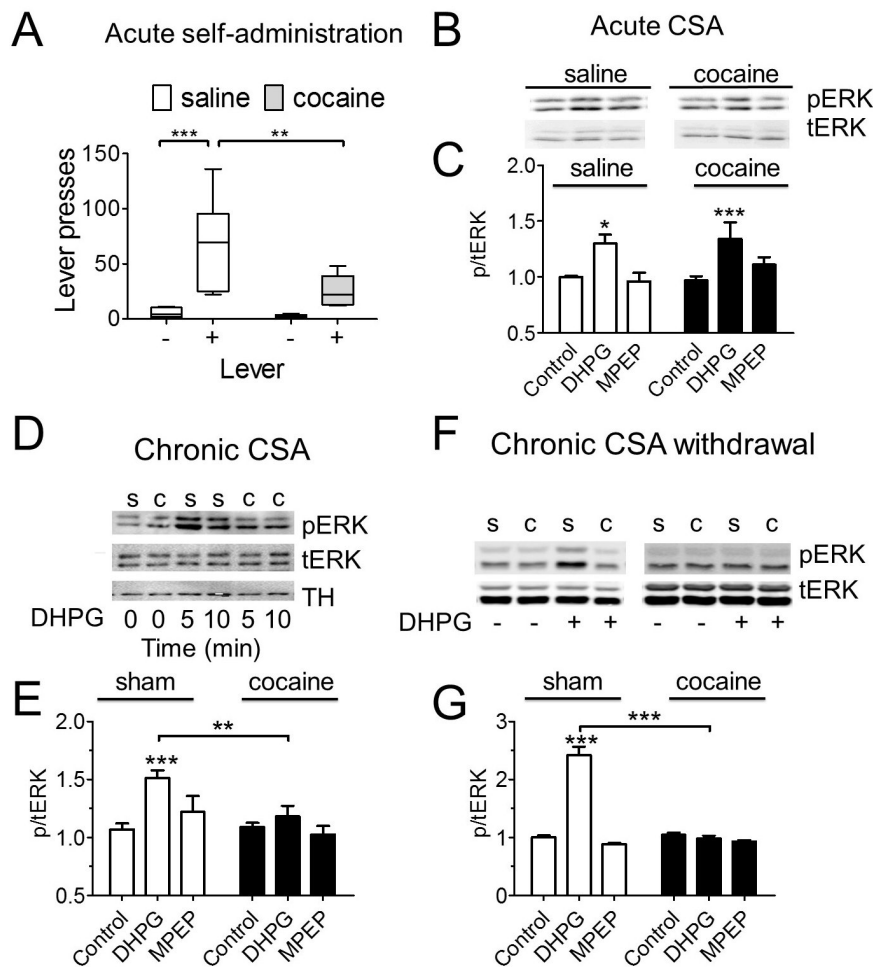 A
Acute self-administration
saline cocaine
*** **
150
100
50
0
Lever presses
- + - +
Lever
B
Acute CSA
saline cocaine
pERK
tERK
C
saline cocaine
2.0
1.5
1.0
0.5
p/tERK
* ***
Control DHPG MPEP Control DHPG MPEP
D
Chronic CSA
s c s s c c
pERK
tERK
TH
DHPG 0 0 5 10 5 10
Time (min)
E
sham cocaine
2.0
1.5
1.0
0.5
p/tERK
**
***
Control DHPG MPEP Control DHPG MPEP
F
Chronic CSA withdrawal
s c s c s c s c
pERK
tERK
DHPG - - + + - - + +
G
sham cocaine
3
2
1
0
p/tERK
***
***
Control DHPG MPEP Control DHPG MPEP